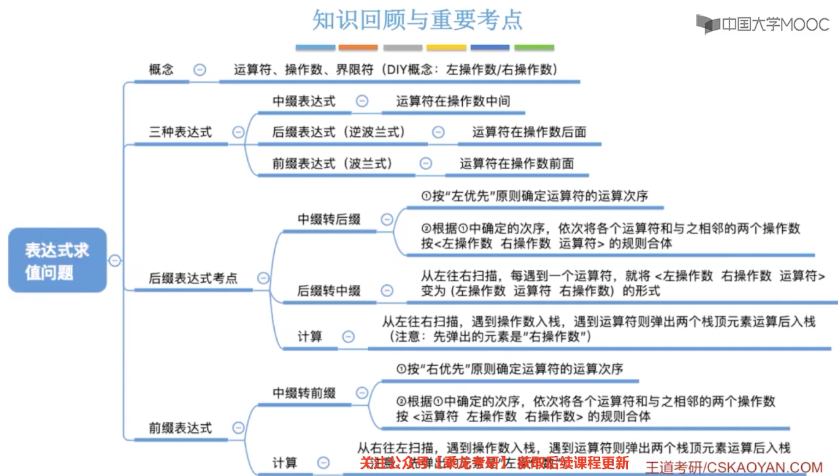 知识回顾与重要考点
中国大学MOOC
概念
运算符、操作数、界限符（DIY概念：左操作数/右操作数）
中缀表达式
运算符在操作数中间
三种表达式
后缀表达式（逆波兰式）
运算符在操作数后面
前缀表达式（波兰式）
运算符在操作数前面
①按“左优先”原则确定运算符的运算次序
中缀转后缀
②根据①中确定的次序，依次将各个运算符和与之相邻的两个操作数
按<左操作数 右操作数 运算符> 的规则合体
表达式求
值问题
后缀表达式考点
从左往右扫描，每遇到一个运算符，就将 <左操作数 右操作数 运算符>
后缀转中缀
变为 (左操作数 运算符 右操作数) 的形式
从左往右扫描，遇到操作数入栈，遇到运算符则弹出两个栈顶元素运算后入栈
计算
（注意：先弹出的元素是“右操作数”）
①按“右优先”原则确定运算符的运算次序
中缀转前缀
②根据①中确定的次序，依次将各个运算符和与之相邻的两个操作数
按 <运算符 左操作数 右操作数> 的规则合体
前缀表达式
从右往左扫描，遇到操作数入栈，遇到运算符则弹出两个栈顶元素运算后入栈
计算
王道考研/CSKAOYAN.COM